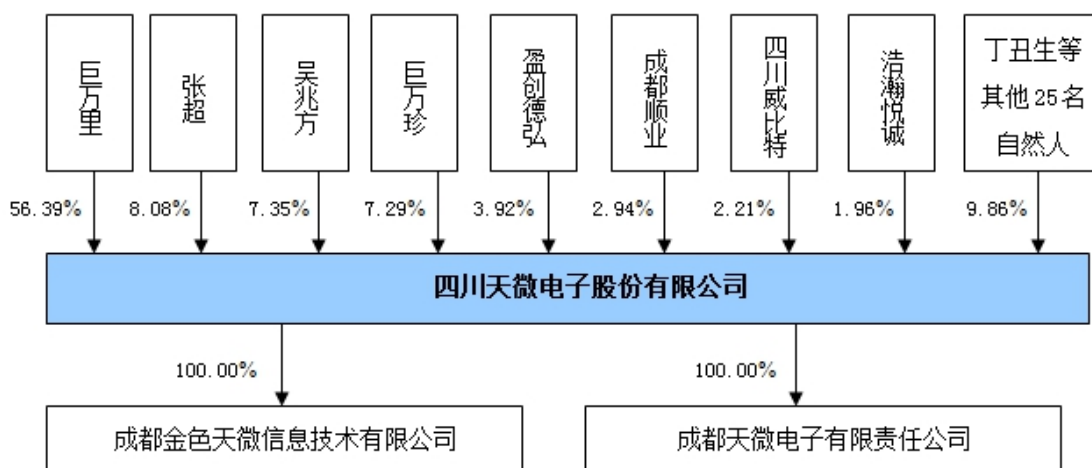 巨万里
张超
吴兆方
巨万珍
盈创德弘
成都顺业
四川威比特
浩瀚悦诚
丁丑生等
其他25名
自然人
56.39%
8.08%
7.35%
7.29%
3.92%
2.94%
2.21%
1.96%
9.86%
四川天微电子股份有限公司
100.00%
100.00%
成都金色天微信息技术有限公司
成都天微电子有限责任公司